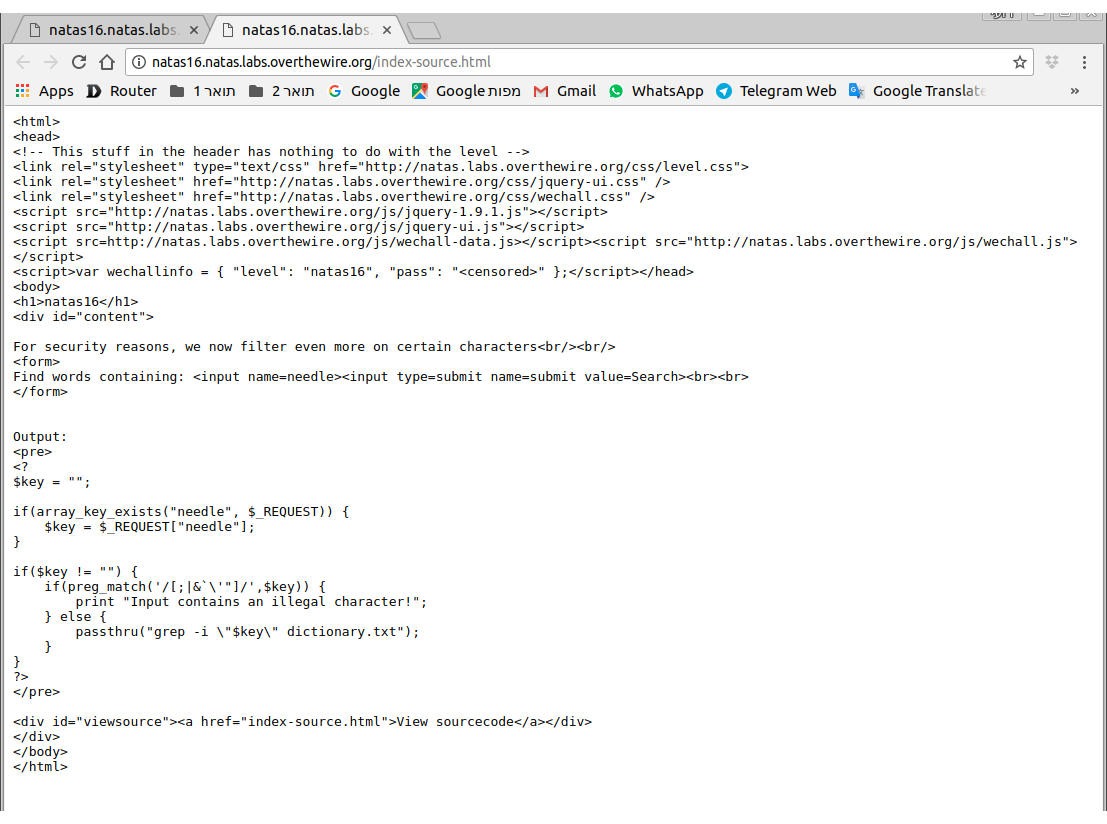 natas16.natas.labs. natas16.natas.labs.
natas16.natas.labs.overthewire.org/index-source.html
Apps Router תואר 1 תואר 2 Google Google מפות Gmail WhatsApp Telegram Web Google Translate »
<html>
<head>
<!-- This stuff in the header has nothing to do with the level -->
<link rel="stylesheet" type="text/css" href="http://natas.labs.overthewire.org/css/level.css">
<link rel="stylesheet" href="http://natas.labs.overthewire.org/css/jquery-ui.css" />
<link rel="stylesheet" href="http://natas.labs.overthewire.org/css/wechall.css" />
<script src="http://natas.labs.overthewire.org/js/jquery-1.9.1.js"></script>
<script src="http://natas.labs.overthewire.org/js/jquery-ui.js"></script>
<script src=http://natas.labs.overthewire.org/js/wechall-data.js></script><script src="http://natas.labs.overthewire.org/js/wechall.js">
</script>
<script>var wechallinfo = { "level": "natas16", "pass": "<censored>" };</script></head>
<body>
<h1>natas16</h1>
<div id="content">
For security reasons, we now filter even more on certain characters<br/><br/>
<form>
Find words containing: <input name=needle><input type=submit name=submit value=Search><br><br>
</form>
Output:
<pre>
<?
$key = "";
if(array_key_exists("needle", $_REQUEST)) {
$key = $_REQUEST["needle"];
}
if($key != "") {
if(preg_match('/[;|&`\'"]/',$key)) {
print "Input contains an illegal character!";
} else {
passthru("grep -i \"$key\" dictionary.txt");
}
}
?>
</pre>
<div id="viewsource"><a href="index-source.html">View sourcecode</a></div>
</div>
</body>
</html>